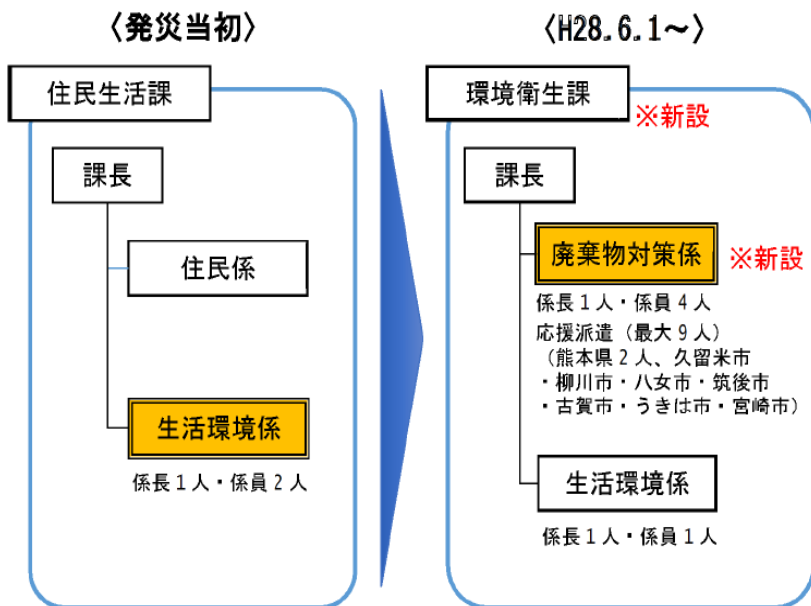 〈発災当初〉
住民生活課
課長
住民係
生活環境係
係長1人・係員2人
〈H28.6.1～〉
環境衛生課
※新設
課長
廃棄物対策係
※新設
係長1人・係員4人
応援派遣（最大9人）
（熊本県2人、久留米市
・柳川市・八女市・筑後市
・古賀市・うきは市・宮崎市）
生活環境係
係長1人・係員1人